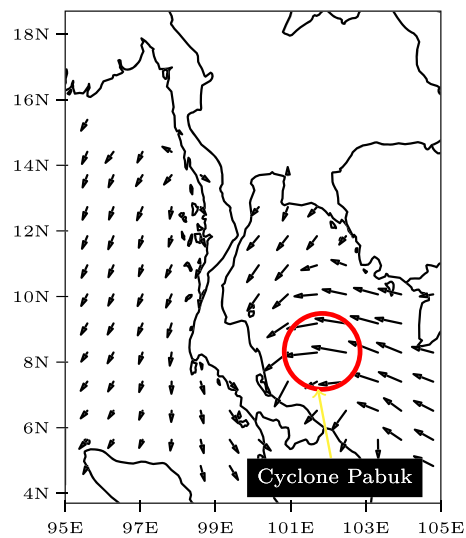 18N
16N
14N
12N
10N
8N
6N
4N
Cyclone Pabuk
95E 97E 99E 101E 103E 105E